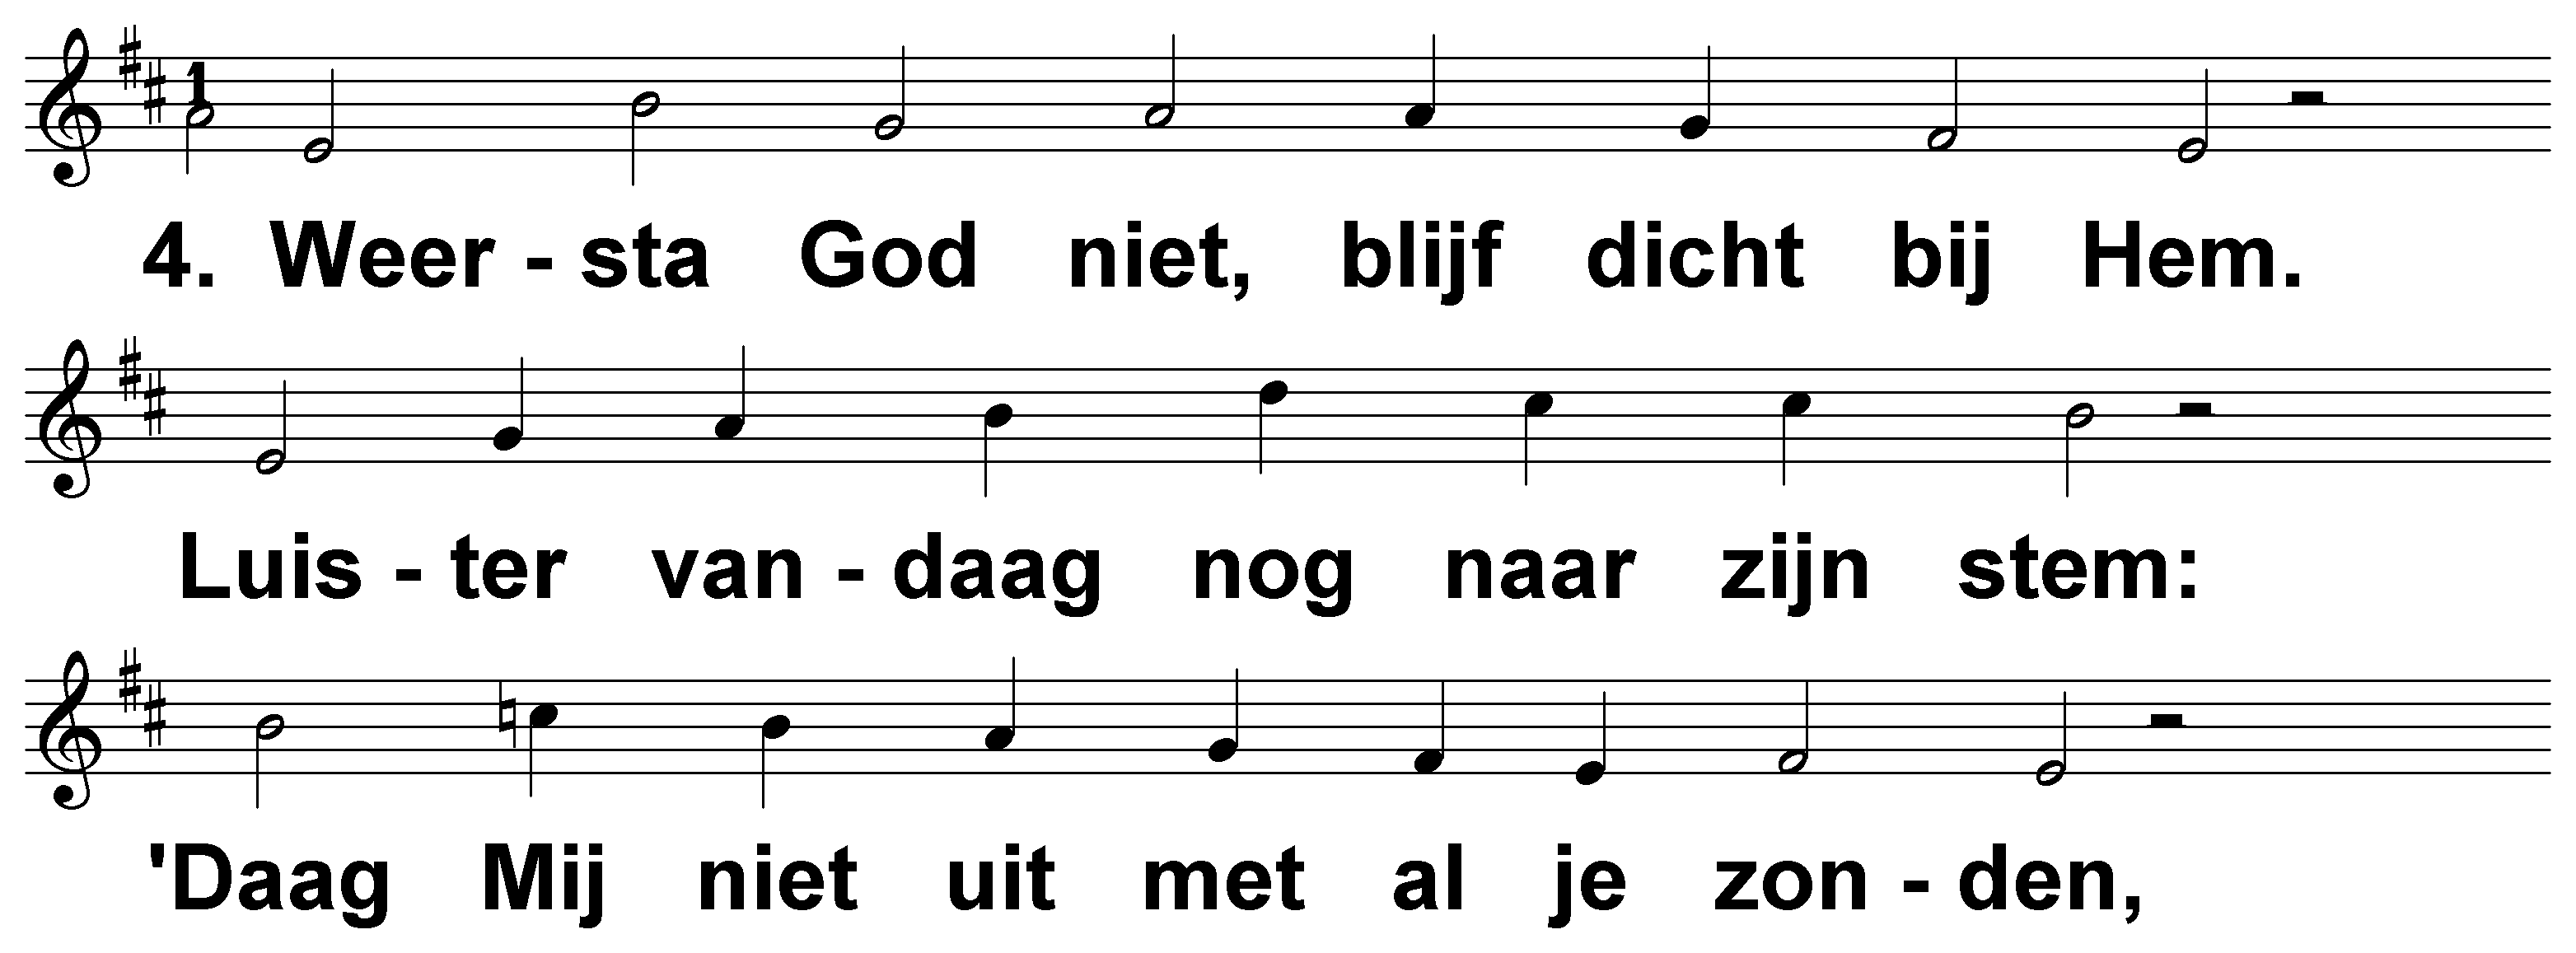 1
4. Weer - sta God niet, blijf dicht bij Hem.
Luis - ter van - daag nog naar zijn stem:
'Daag Mij niet uit met al je zon - den,